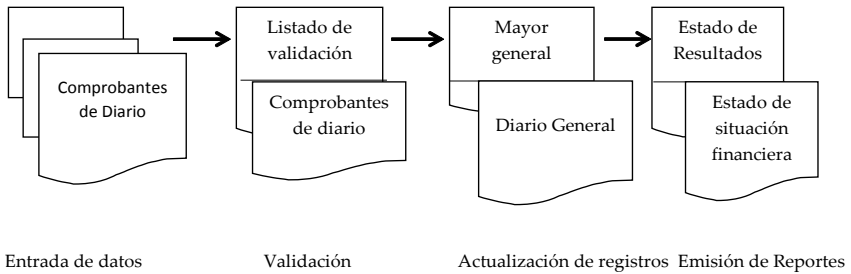 Comprobantes
de Diario
Listado de
validación
Comprobantes
de diario
Mayor
general
Diario General
Estado de
Resultados
Estado de
situación
financiera
Entrada de datos
Validación
Actualización de registros
Emisión de Reportes